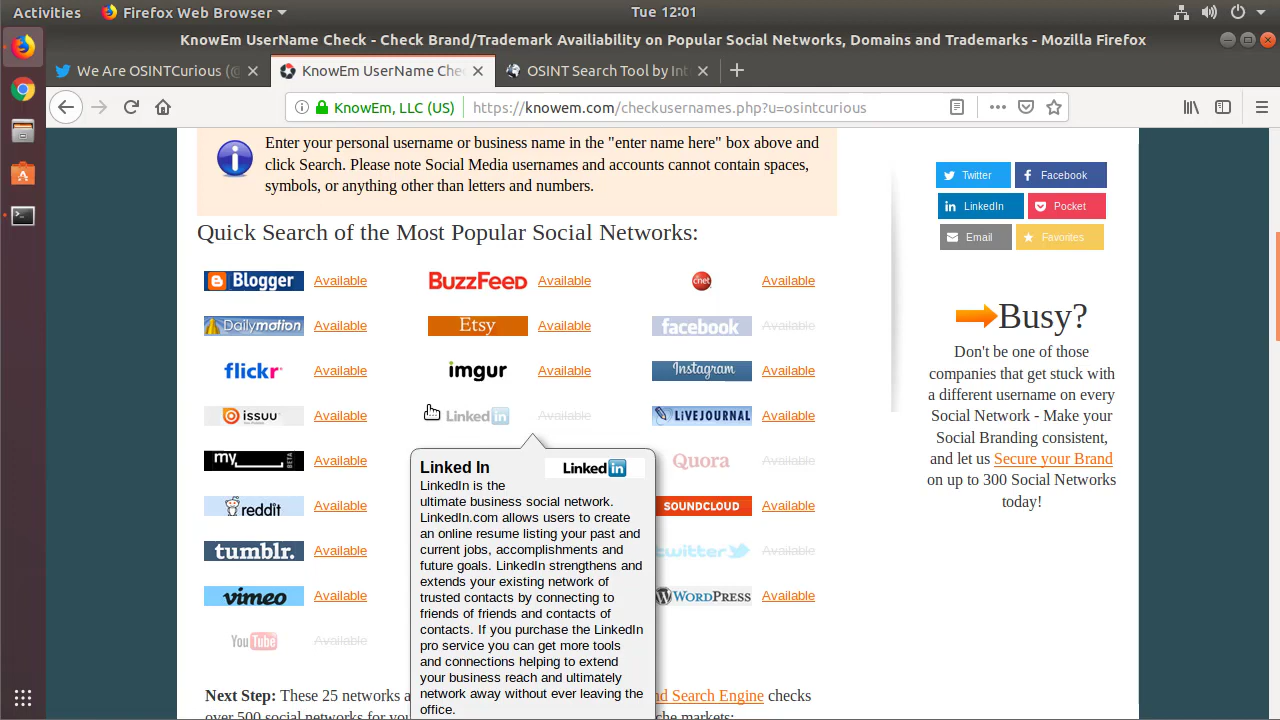 Activities Firefox Web Browser Tue 12:01
KnowEm UserName Check - Check Brand/Trademark Availiability on Popular Social Networks, Domains and Trademarks - Mozilla Firefox
We Are OSINTCurious (@ KnowEm UserName Che OSINT Search Tool by Int
KnowEm, LLC (US) https://knowem.com/checkusernames.php?u=osintcurious
Enter your personal username or business name in the "enter name here" box above and
click Search. Please note Social Media usernames and accounts cannot contain spaces,
symbols, or anything other than letters and numbers.
Twitter Facebook
LinkedIn Pocket
Email Favorites
Quick Search of the Most Popular Social Networks:
Blogger Available BuzzFeed Available cnet Available
Dailymotion Available Etsy Available facebook Available
flickr Available imgur Available Instagram Available
issuu Available Linked in Available LIVEJOURNAL Available
my BETA Available Quora Available
reddit Available SOUNDCLOUD Available
tumblr. Available twitter Available
vimeo Available WORDPRESS Available
YouTube Available
Linked In Linked in
LinkedIn is the
ultimate business social network.
LinkedIn.com allows users to create
an online resume listing your past and
current jobs, accomplishments and
future goals. LinkedIn strengthens and
extends your existing network of
trusted contacts by connecting to
friends of friends and contacts of
contacts. If you purchase the LinkedIn
pro service you can get more tools
and connections helping to extend
your business reach and ultimately
network away without ever leaving the
office.
Busy?
Don't be one of those
companies that get stuck with
a different username on every
Social Network - Make your
Social Branding consistent,
and let us Secure your Brand
on up to 300 Social Networks
today!
Next Step: These 25 networks a nd Search Engine checks
over 500 social networks for you che markets: